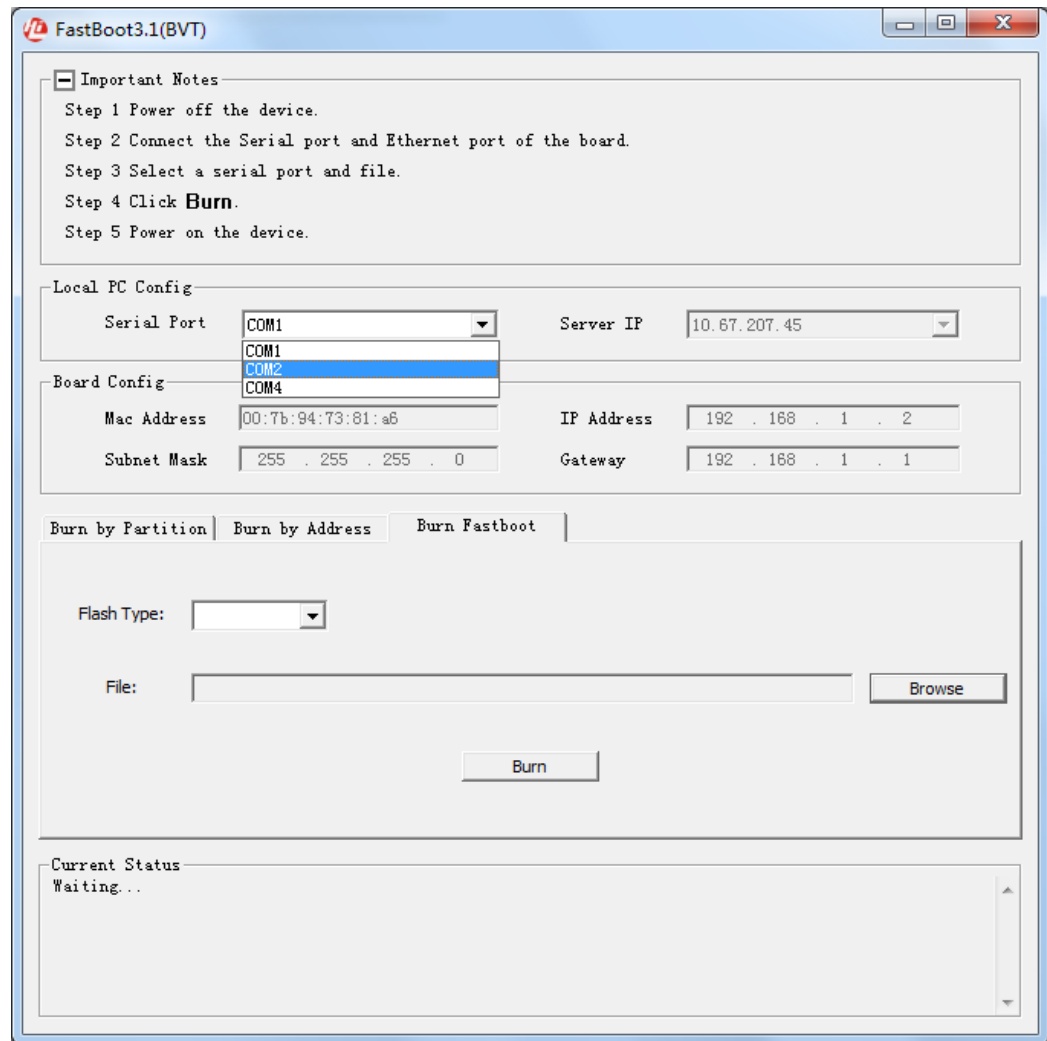 FastBoot3.1(BVT)
Important Notes
Step 1 Power off the device.
Step 2 Connect the Serial port and Ethernet port of the board.
Step 3 Select a serial port and file.
Step 4 Click Burn.
Step 5 Power on the device.
Local PC Config
Serial Port COM1 Server IP 10.67.207.45
COM1
COM2
COM4
Board Config
Mac Address 00:7b:94:73:81:a6 IP Address 192 . 168 . 1 . 2
Subnet Mask 255 . 255 . 255 . 0 Gateway 192 . 168 . 1 . 1
Burn by Partition Burn by Address Burn Fastboot
Flash Type:
File: Browse
Burn
Current Status
Waiting...